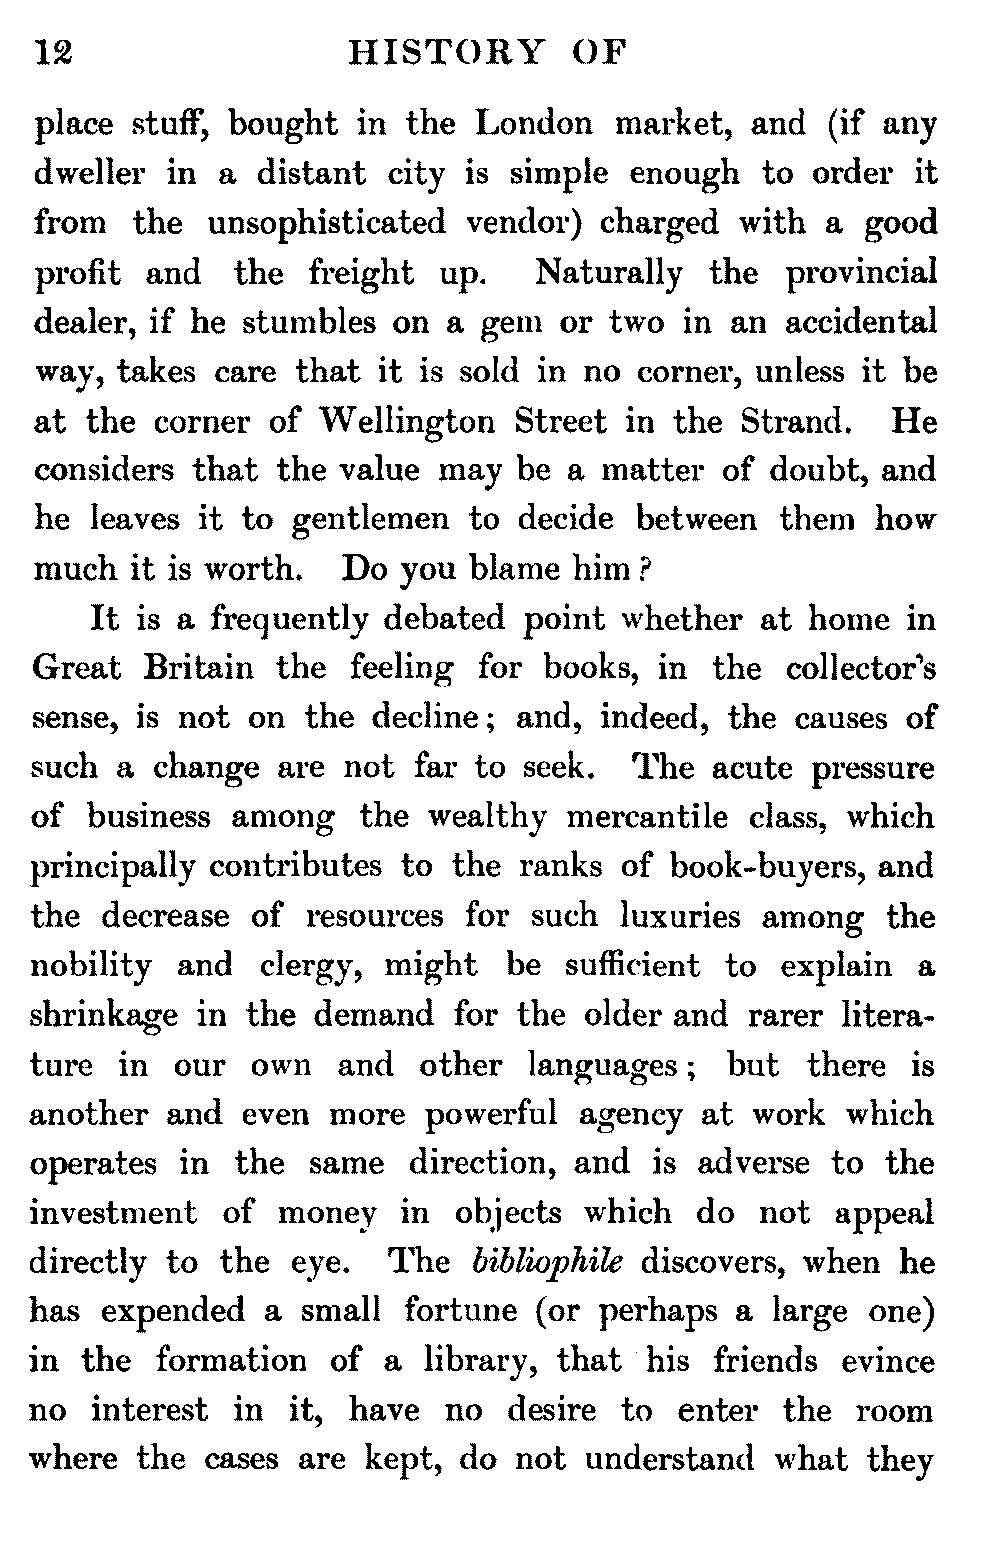 12 HISTORY OF
place stuff, bought in the London market, and (if any
dweller in a distant city is simple enough to order it
from the unsophisticated vendor) charged with a good
profit and the freight up. Naturally the provincial
dealer, if he stumbles on a gem or two in an accidental
way, takes care that it is sold in no corner, unless it be
at the corner of Wellington Street in the Strand. He
considers that the value may be a matter of doubt, and
he leaves it to gentlemen to decide between them how
much it is worth. Do you blame him?
It is a frequently debated point whether at home in
Great Britain the feeling for books, in the collector's
sense, is not on the decline; and, indeed, the causes of
such a change are not far to seek. The acute pressure
of business among the wealthy mercantile class, which
principally contributes to the ranks of book-buyers, and
the decrease of resources for such luxuries among the
nobility and clergy, might be sufficient to explain a
shrinkage in the demand for the older and rarer litera-
ture in our own and other languages; but there is
another and even more powerful agency at work which
operates in the same direction, and is adverse to the
investment of money in objects which do not appeal
directly to the eye. The bibliophile discovers, when he
has expended a small fortune (or perhaps a large one)
in the formation of a library, that his friends evince
no interest in it, have no desire to enter the room
where the cases are kept, do not understand what they